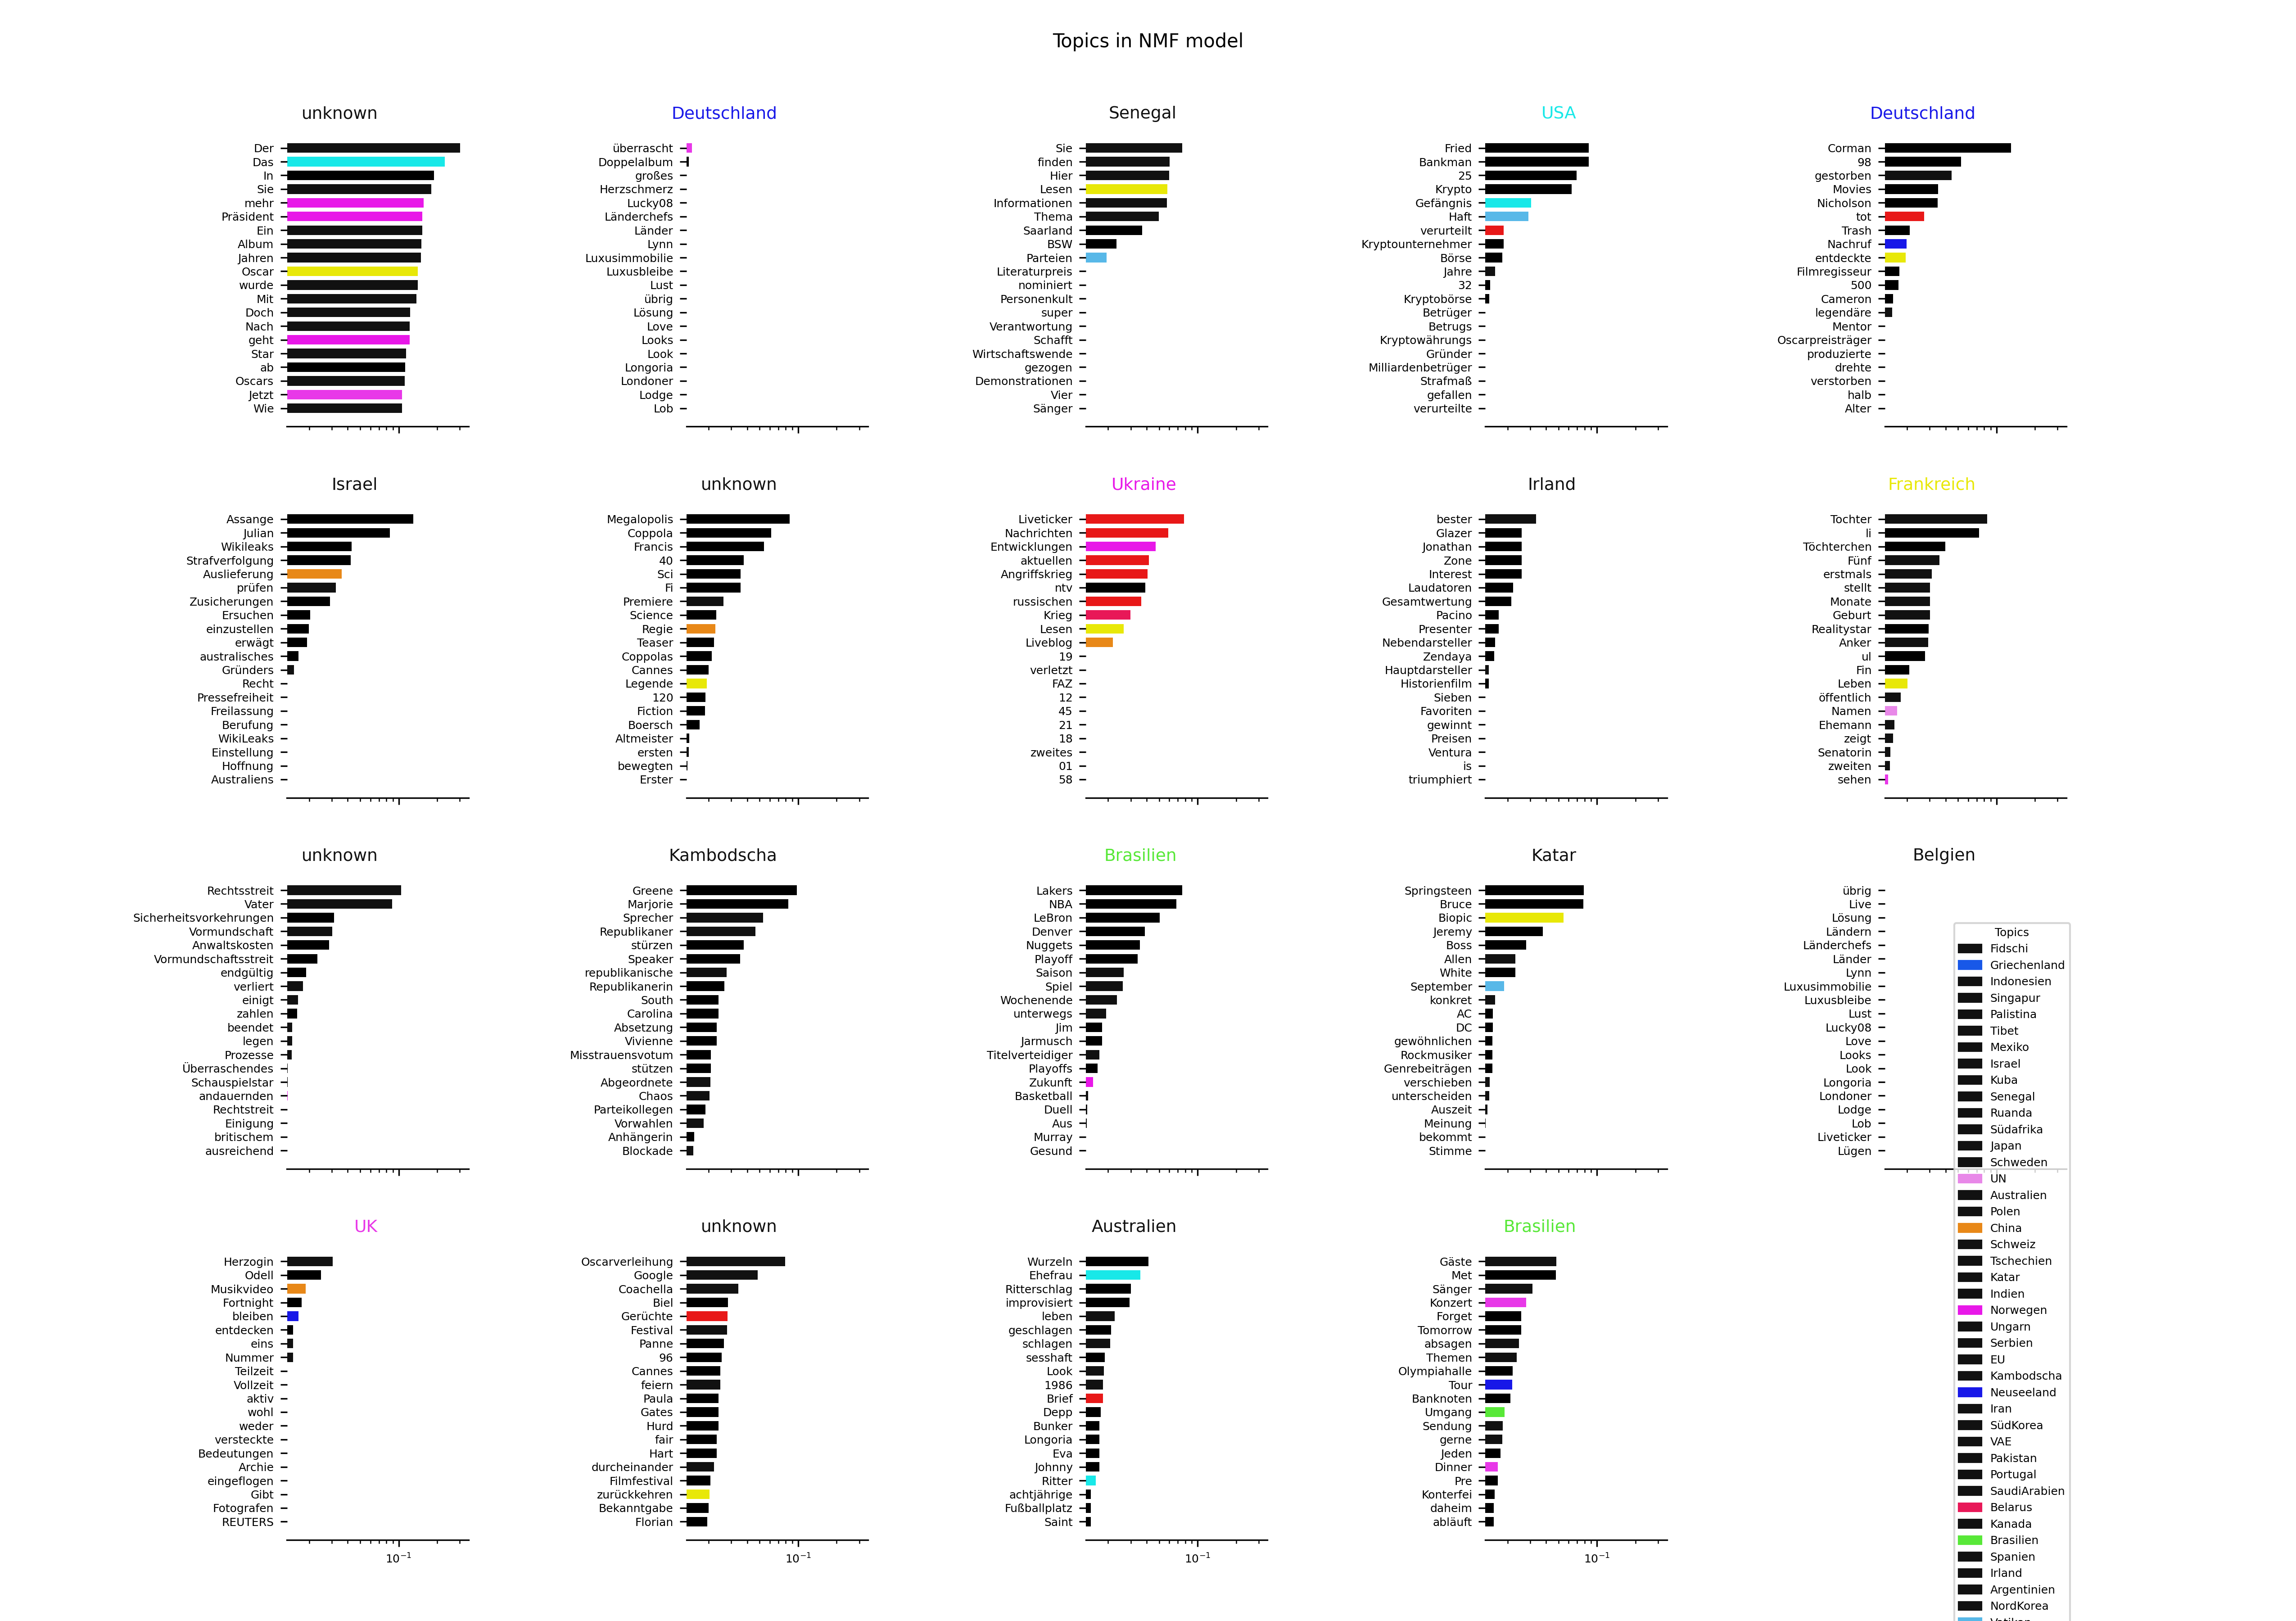 Topics in NMF model
unknown
Der
Das
In
Sie
mehr
Präsident
Ein
Album
Jahren
Oscar
wurde
Mit
Doch
Nach
geht
Star
ab
Oscars
Jetzt
Wie
Deutschland
überrascht
Doppelalbum
großes
Herzschmerz
Lucky08
Länderchefs
Länder
Lynn
Luxusimmobilie
Luxusbleibe
Lust
übrig
Lösung
Love
Looks
Look
Longoria
Londoner
Lodge
Lob
Senegal
Sie
finden
Hier
Lesen
Informationen
Thema
Saarland
BSW
Parteien
Literaturpreis
nominiert
Personenkult
super
Verantwortung
Schafft
Wirtschaftswende
gezogen
Demonstrationen
Vier
Sänger
USA
Fried
Bankman
25
Krypto
Gefängnis
Haft
verurteilt
Kryptounternehmer
Börse
Jahre
32
Kryptobörse
Betrüger
Betrugs
Kryptowährungs
Gründer
Milliardenbetrüger
Strafmaß
gefallen
verurteilte
Deutschland
Corman
98
gestorben
Movies
Nicholson
tot
Trash
Nachruf
entdeckte
Filmregisseur
500
Cameron
legendäre
Mentor
Oscarpreisträger
produzierte
drehte
verstorben
halb
Alter
Israel
Assange
Julian
Wikileaks
Strafverfolgung
Auslieferung
prüfen
Zusicherungen
Ersuchen
einzustellen
erwägt
australisches
Gründers
Recht
Pressefreiheit
Freilassung
Berufung
WikiLeaks
Einstellung
Hoffnung
Australiens
unknown
Megalopolis
Coppola
Francis
40
Sci
Fi
Premiere
Science
Regie
Teaser
Coppolas
Cannes
Legende
120
Fiction
Boersch
Altmeister
ersten
bewegten
Erster
Ukraine
Liveticker
Nachrichten
Entwicklungen
aktuellen
Angriffskrieg
ntv
russischen
Krieg
Lesen
Liveblog
19
verletzt
FAZ
12
45
21
18
zweites
01
58
Irland
bester
Glazer
Jonathan
Zone
Interest
Laudatoren
Gesamtwertung
Pacino
Presenter
Nebendarsteller
Zendaya
Hauptdarsteller
Historienfilm
Sieben
Favoriten
gewinnt
Preisen
Ventura
is
triumphiert
Frankreich
Tochter
li
Töchterchen
Fünf
erstmals
stellt
Monate
Geburt
Realitystar
Anker
ul
Fin
Leben
öffentlich
Namen
Ehemann
zeigt
Senatorin
zweiten
sehen
unknown
Rechtsstreit
Vater
Sicherheitsvorkehrungen
Vormundschaft
Anwaltskosten
Vormundschaftsstreit
endgültig
verliert
einigt
zahlen
beendet
legen
Prozesse
Überraschendes
Schauspielstar
andauernden
Rechtstreit
Einigung
britischem
ausreichend
Kambodscha
Greene
Marjorie
Sprecher
Republikaner
stürzen
Speaker
republikanische
Republikanerin
South
Carolina
Absetzung
Vivienne
Misstrauensvotum
stützen
Abgeordnete
Chaos
Parteikollegen
Vorwahlen
Anhängerin
Blockade
Brasilien
Lakers
NBA
LeBron
Denver
Nuggets
Playoff
Saison
Spiel
Wochenende
unterwegs
Jim
Jarmusch
Titelverteidiger
Playoffs
Zukunft
Basketball
Duell
Aus
Murray
Gesund
Katar
Springsteen
Bruce
Biopic
Jeremy
Boss
Allen
White
September
konkret
AC
DC
gewöhnlichen
Rockmusiker
Genrebeiträgen
verschieben
unterscheiden
Auszeit
Meinung
bekommt
Stimme
Belgien
übrig
Live
Lösung
Ländern
Länderchefs
Länder
Lynn
Luxusimmobilie
Luxusbleibe
Lust
Lucky08
Love
Looks
Look
Longoria
Londoner
Lodge
Lob
Liveticker
Lügen
UK
Herzogin
Odell
Musikvideo
Fortnight
bleiben
entdecken
eins
Nummer
Teilzeit
Vollzeit
aktiv
wohl
weder
versteckte
Bedeutungen
Archie
eingeflogen
Gibt
Fotografen
REUTERS
10⁻¹
unknown
Oscarverleihung
Google
Coachella
Biel
Gerüchte
Festival
Panne
96
Cannes
feiern
Paula
Gates
Hurd
fair
Hart
durcheinander
Filmfestival
zurückkehren
Bekanntgabe
Florian
10⁻¹
Australien
Wurzeln
Ehefrau
Ritterschlag
improvisiert
leben
geschlagen
schlagen
sesshaft
Look
1986
Brief
Depp
Bunker
Longoria
Eva
Johnny
Ritter
achtjährige
Fußballplatz
Saint
10⁻¹
Brasilien
Gäste
Met
Sänger
Konzert
Forget
Tomorrow
absagen
Themen
Olympiahalle
Tour
Banknoten
Umgang
Sendung
gerne
Jeden
Dinner
Pre
Konterfei
daheim
abläuft
10⁻¹
Topics
Fidschi
Griechenland
Indonesien
Singapur
Palistina
Tibet
Mexiko
Israel
Kuba
Senegal
Ruanda
Südafrika
Japan
Schweden
UN
Australien
Polen
China
Schweiz
Tschechien
Katar
Indien
Norwegen
Ungarn
Serbien
EU
Kambodscha
Neuseeland
Iran
SüdKorea
VAE
Pakistan
Portugal
SaudiArabien
Belarus
Kanada
Brasilien
Spanien
Irland
Argentinien
NordKorea